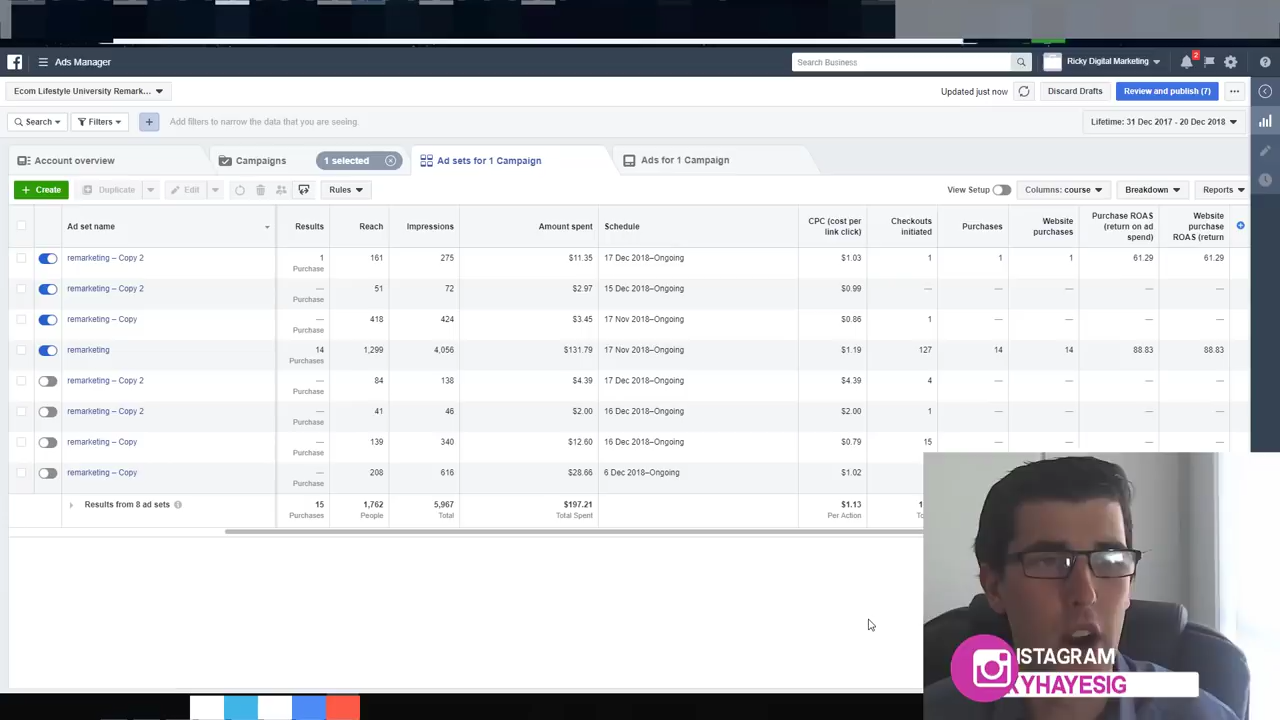 Ads Manager
Search Business
Ricky Digital Marketing
2
Ecom Lifestyle University Remark...
Updated just now
Discard Drafts
Review and publish (7)
Search
Filters
Add filters to narrow the data that you are seeing.
Lifetime: 31 Dec 2017 - 20 Dec 2018
Account overview
Campaigns
1 selected
Ad sets for 1 Campaign
Ads for 1 Campaign
+ Create
Duplicate
Edit
Rules
View Setup
Columns: course
Breakdown
Reports
Ad set name
Results
Reach
Impressions
Amount spent
Schedule
CPC (cost per
link click)
Checkouts
initiated
Purchases
Website
purchases
Purchase ROAS
(return on ad
spend)
Website
purchase
ROAS (return
remarketing – Copy 2 1 161 275 $11.35 17 Dec 2018–Ongoing $1.03 1 1 1 61.29 61.29
Purchase
remarketing – Copy 2 — 51 72 $2.97 15 Dec 2018–Ongoing $0.99 — — — — —
Purchase
remarketing – Copy — 418 424 $3.45 17 Nov 2018–Ongoing $0.86 1 — — — —
Purchase
remarketing 14 1,299 4,056 $131.79 17 Nov 2018–Ongoing $1.19 127 14 14 88.83 88.83
Purchases
remarketing – Copy 2 — 84 138 $4.39 17 Dec 2018–Ongoing $4.39 4 — — — —
Purchase
remarketing – Copy 2 — 41 46 $2.00 16 Dec 2018–Ongoing $2.00 1 — — — —
Purchase
remarketing – Copy — 139 340 $12.60 16 Dec 2018–Ongoing $0.79 15 — — — —
Purchase
remarketing – Copy — 208 616 $28.66 6 Dec 2018–Ongoing $1.02
Purchase
Results from 8 ad sets 15 1,762 5,967 $197.21 $1.13
Purchases People Total Total Spent Per Action
ISTAGRAM
KYHAYESIG